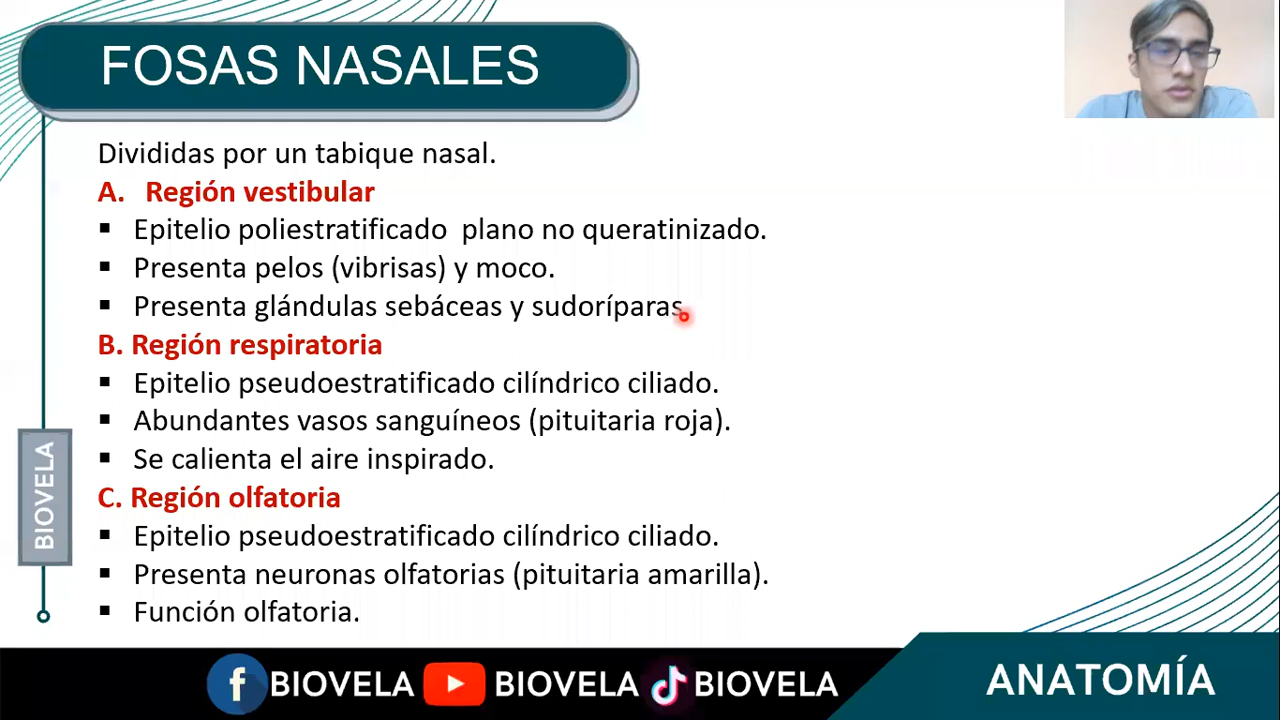 FOSAS NASALES
Divididas por un tabique nasal.
A. Región vestibular
▪ Epitelio poliestratificado plano no queratinizado.
▪ Presenta pelos (vibrisas) y moco.
▪ Presenta glándulas sebáceas y sudoríparas.
B. Región respiratoria
▪ Epitelio pseudoestratificado cilíndrico ciliado.
▪ Abundantes vasos sanguíneos (pituitaria roja).
▪ Se calienta el aire inspirado.
C. Región olfatoria
▪ Epitelio pseudoestratificado cilíndrico ciliado.
▪ Presenta neuronas olfatorias (pituitaria amarilla).
▪ Función olfatoria.
BIOVELA
f BIOVELA BIOVELA BIOVELA
ANATOMÍA